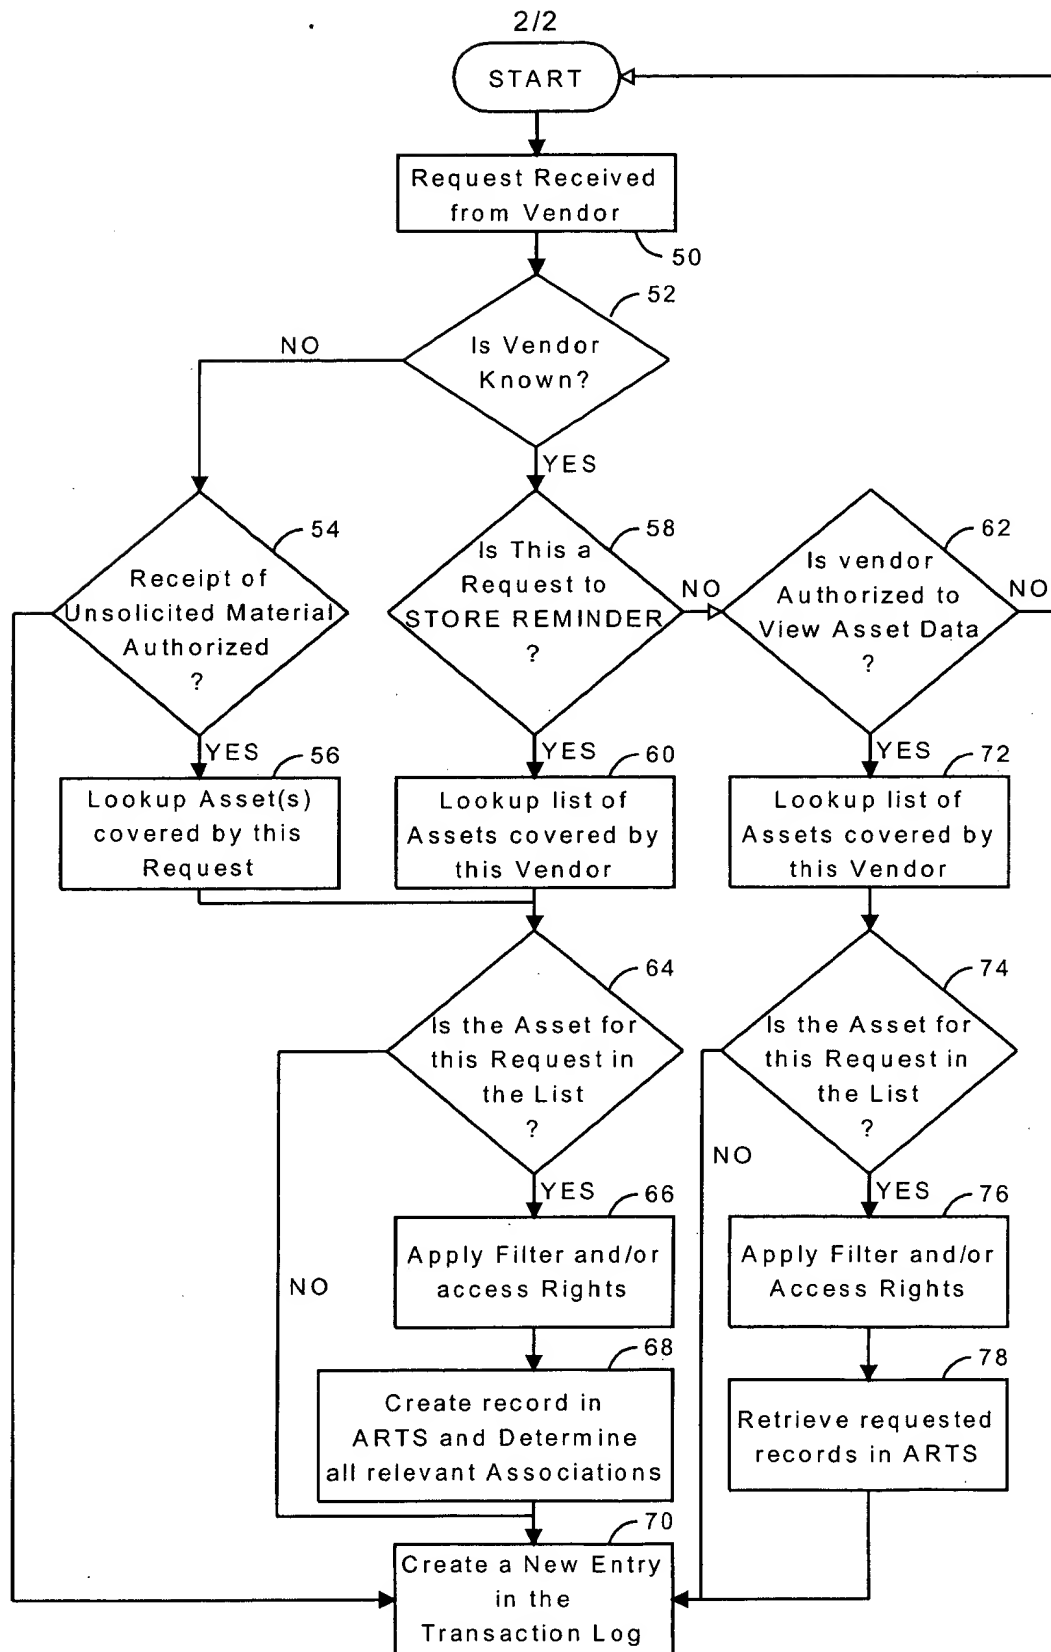 2/2
START
Request Received
from Vendor
50
52
Is Vendor
Known?
NO
YES
54
Receipt of
Unsolicited Material
Authorized
?
58
Is This a
Request to
STORE REMINDER
?
NO
62
Is vendor
Authorized to
View Asset Data
?
NO
YES
56
Lookup Asset(s)
covered by this
Request
YES
60
Lookup list of
Assets covered by
this Vendor
YES
72
Lookup list of
Assets covered by
this Vendor
64
Is the Asset for
this Request in
the List
?
74
Is the Asset for
this Request in
the List
?
NO
NO
YES
66
Apply Filter and/or
access Rights
YES
76
Apply Filter and/or
Access Rights
68
Create record in
ARTS and Determine
all relevant Associations
78
Retrieve requested
records in ARTS
70
Create a New Entry
in the
Transaction Log